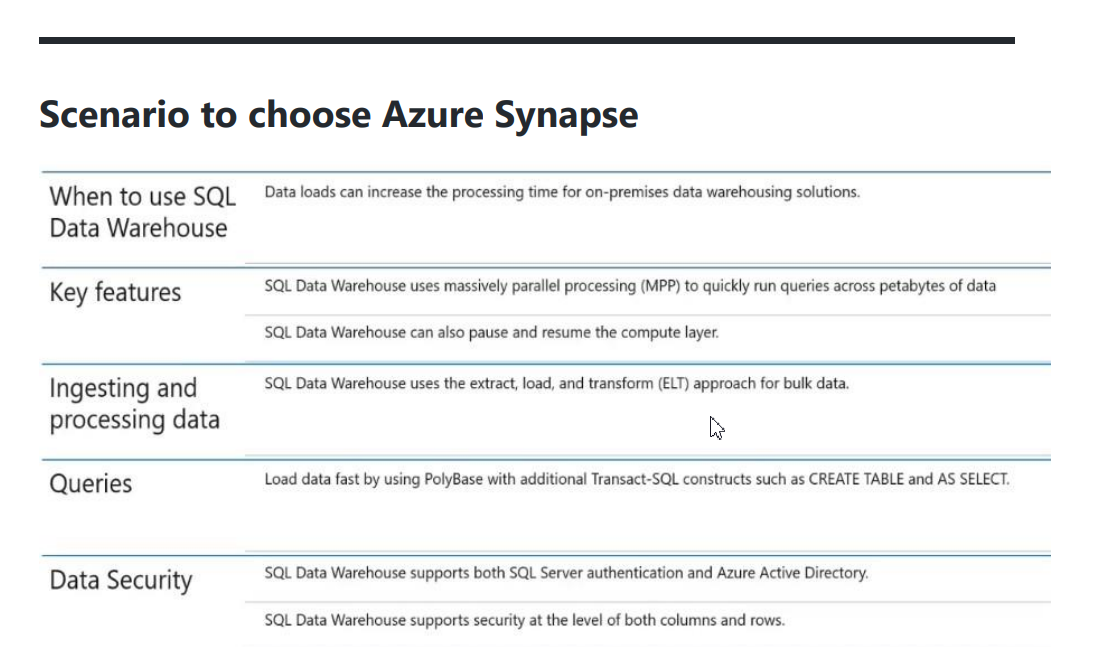 Scenario to choose Azure Synapse
When to use SQL
Data Warehouse
Data loads can increase the processing time for on-premises data warehousing solutions.
Key features
SQL Data Warehouse uses massively parallel processing (MPP) to quickly run queries across petabytes of data
SQL Data Warehouse can also pause and resume the compute layer.
Ingesting and
processing data
SQL Data Warehouse uses the extract, load, and transform (ELT) approach for bulk data.
Queries
Load data fast by using PolyBase with additional Transact-SQL constructs such as CREATE TABLE and AS SELECT.
Data Security
SQL Data Warehouse supports both SQL Server authentication and Azure Active Directory.
SQL Data Warehouse supports security at the level of both columns and rows.